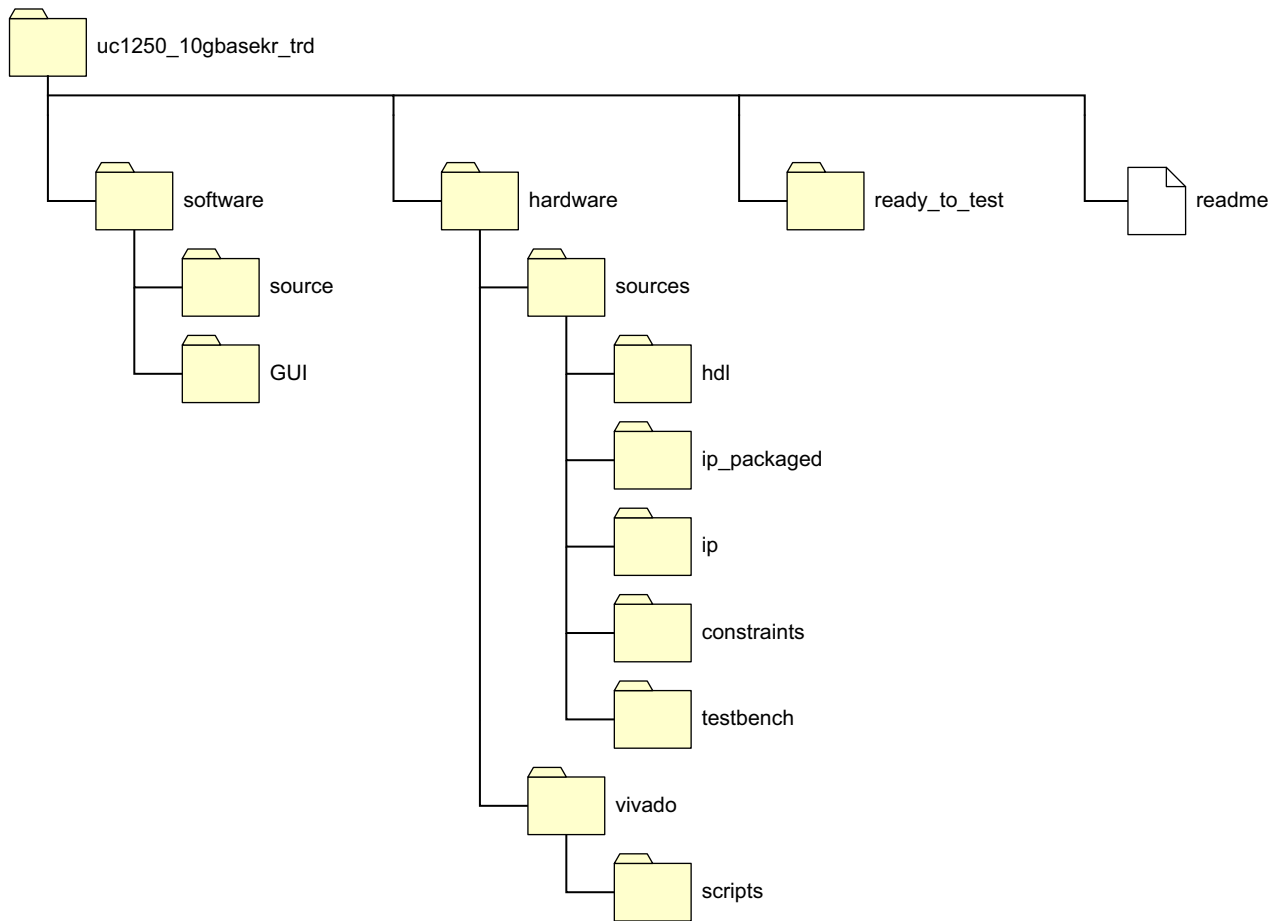 uc1250_10gbasekr_trd
software
hardware
ready_to_test
readme
source
sources
GUI
hdl
ip_packaged
ip
constraints
testbench
vivado
scripts